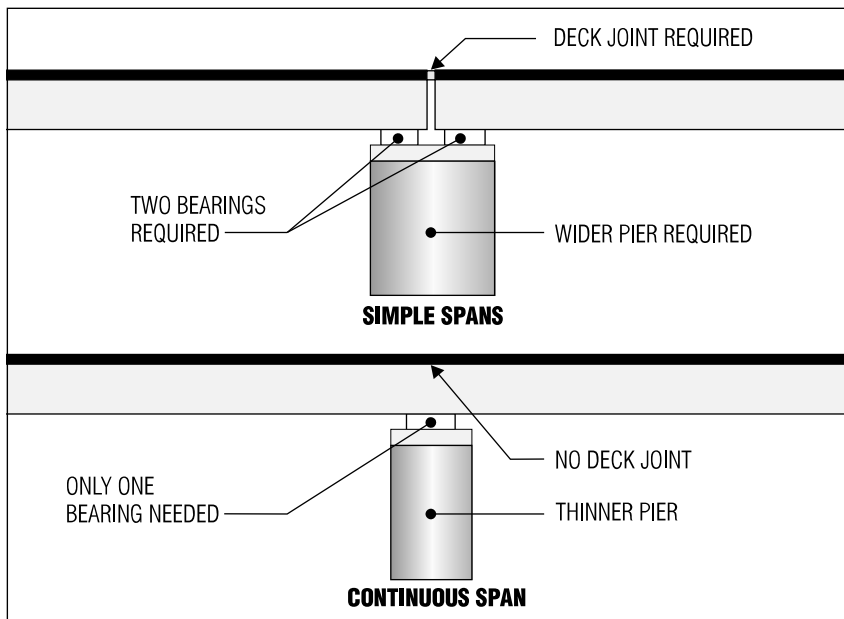 DECK JOINT REQUIRED
TWO BEARINGS
REQUIRED
WIDER PIER REQUIRED
SIMPLE SPANS
NO DECK JOINT
ONLY ONE
BEARING NEEDED
THINNER PIER
CONTINUOUS SPAN